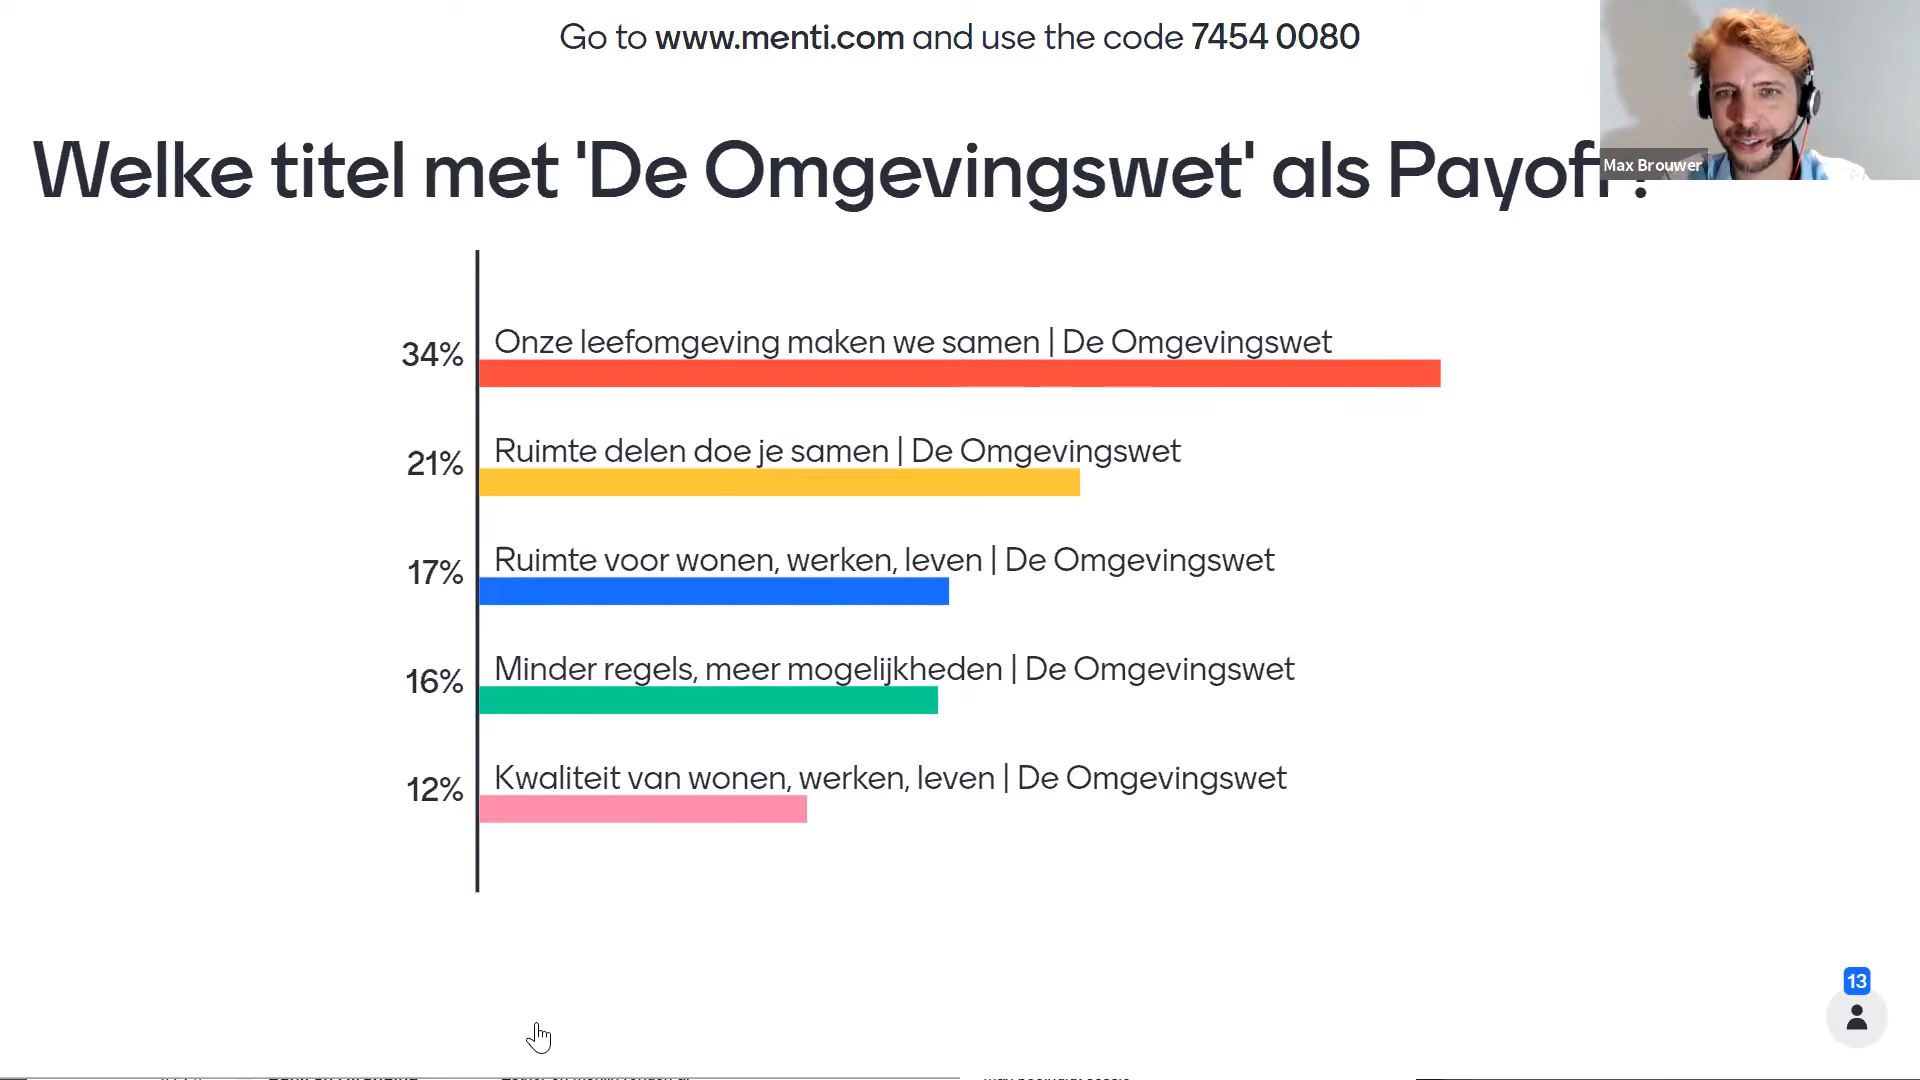 Go to www.menti.com and use the code 7454 0080
Welke titel met 'De Omgevingswet' als Payoff?
Max Brouwer
34%
Onze leefomgeving maken we samen | De Omgevingswet
21%
Ruimte delen doe je samen | De Omgevingswet
17%
Ruimte voor wonen, werken, leven | De Omgevingswet
16%
Minder regels, meer mogelijkheden | De Omgevingswet
12%
Kwaliteit van wonen, werken, leven | De Omgevingswet
13